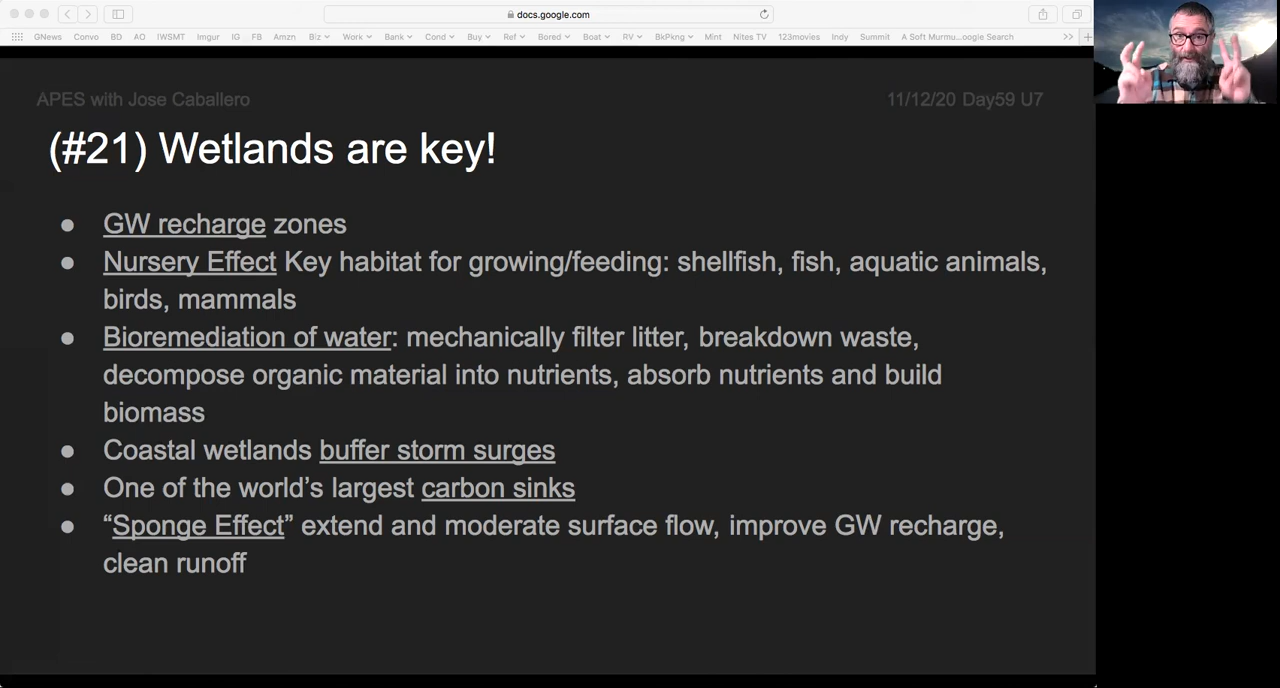 docs.google.com
GNews Convo BD AO IWSMT Imgur IG FB Amzn Biz Work Bank Cond Buy Ref Bored Boat RV BkPkng Mint Nites TV 123movies Indy Summit A Soft Murmu...oogle Search
APES with Jose Caballero 11/12/20 Day59 U7
(#21) Wetlands are key!
● GW recharge zones
● Nursery Effect Key habitat for growing/feeding: shellfish, fish, aquatic animals,
birds, mammals
● Bioremediation of water: mechanically filter litter, breakdown waste,
decompose organic material into nutrients, absorb nutrients and build
biomass
● Coastal wetlands buffer storm surges
● One of the world’s largest carbon sinks
● “Sponge Effect” extend and moderate surface flow, improve GW recharge,
clean runoff